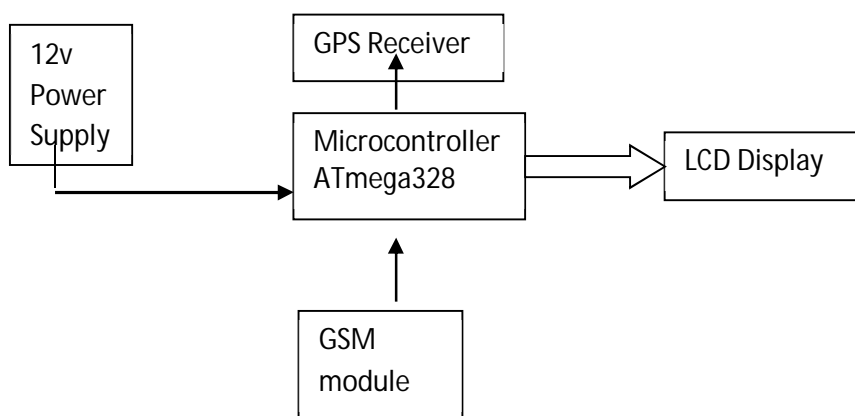 12v
Power
Supply
GPS Receiver
Microcontroller
ATmega328
LCD Display
GSM
module